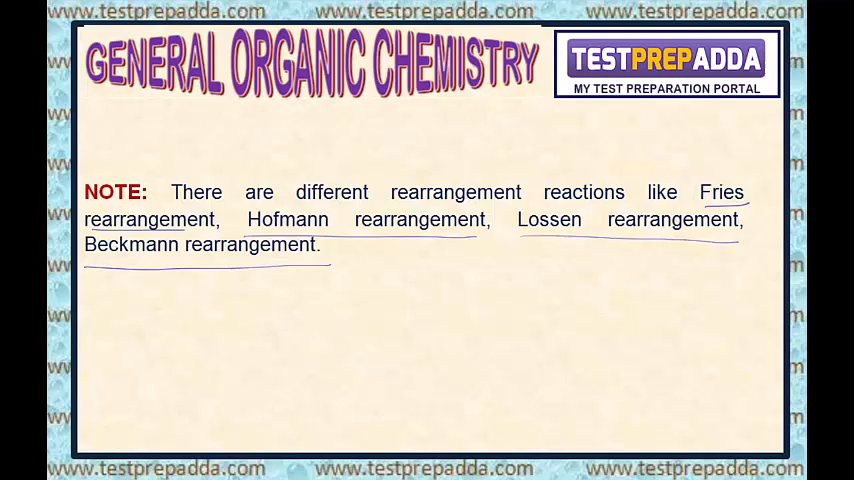 www.testprepadda.com www.testprepadda.com www.testprepadda.com
GENERAL ORGANIC CHEMISTRY
TESTPREPADDA
MY TEST PREPARATION PORTAL
NOTE: There are different rearrangement reactions like Fries
rearrangement, Hofmann rearrangement, Lossen rearrangement,
Beckmann rearrangement.
www.testprepadda.com www.testprepadda.com www.testprepadda.com